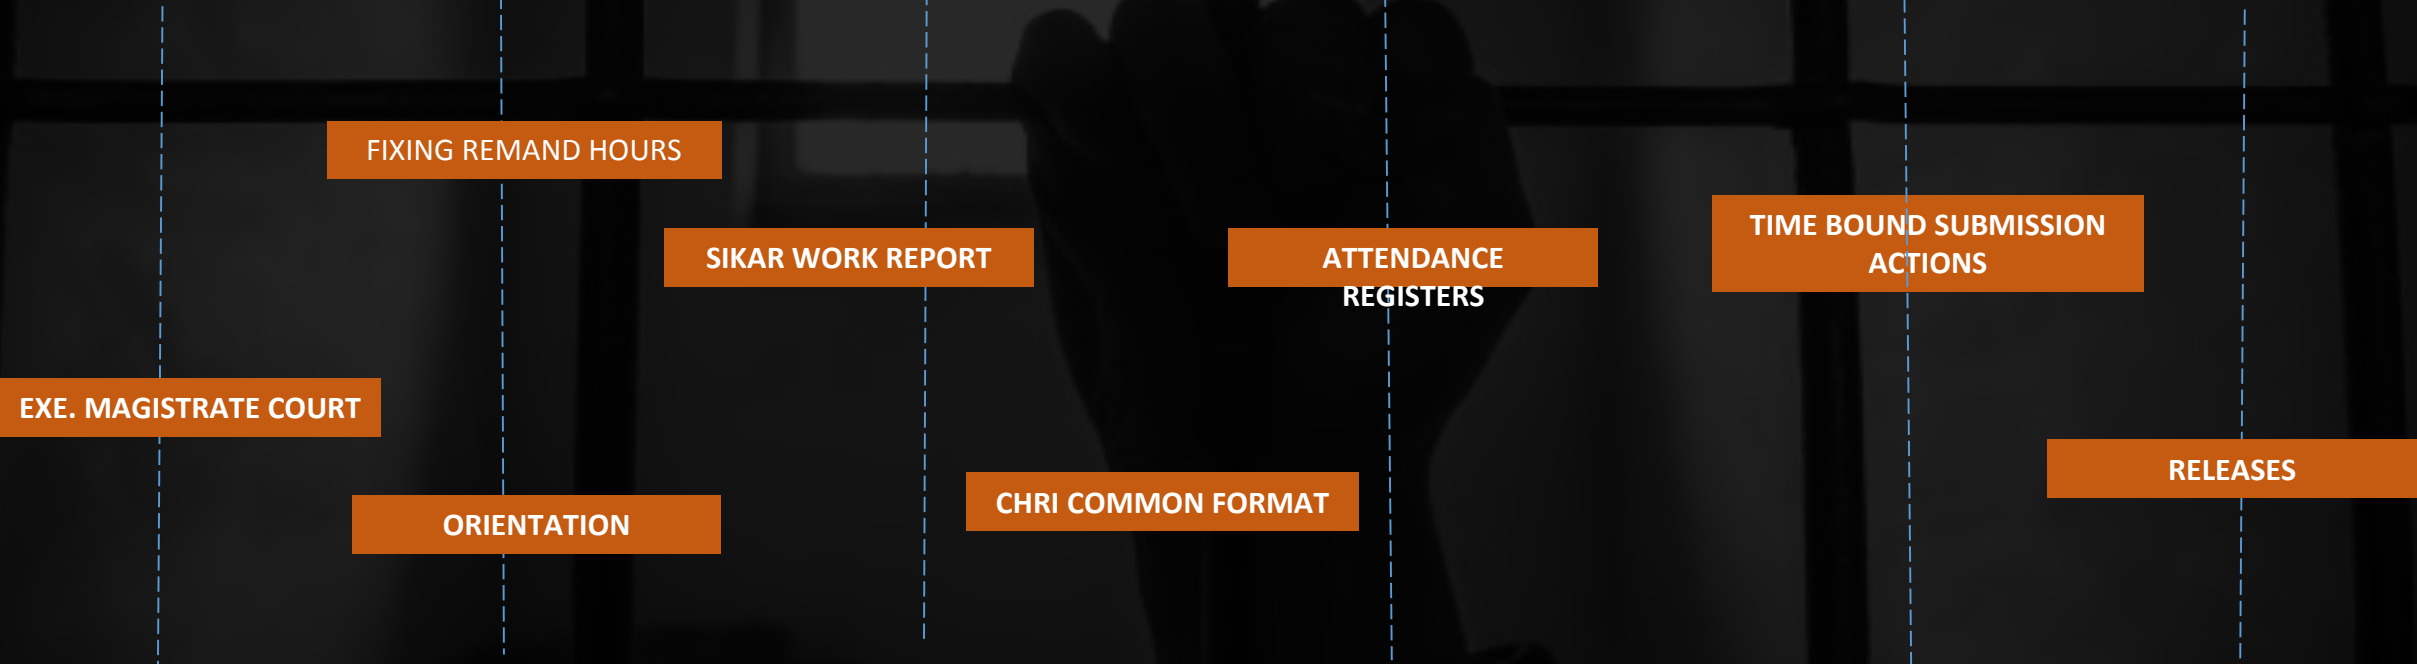 FIXING REMAND HOURS
SIKAR WORK REPORT
ATTENDANCE
REGISTERS
TIME BOUND SUBMISSION
ACTIONS
EXE. MAGISTRATE COURT
ORIENTATION
CHRI COMMON FORMAT
RELEASES